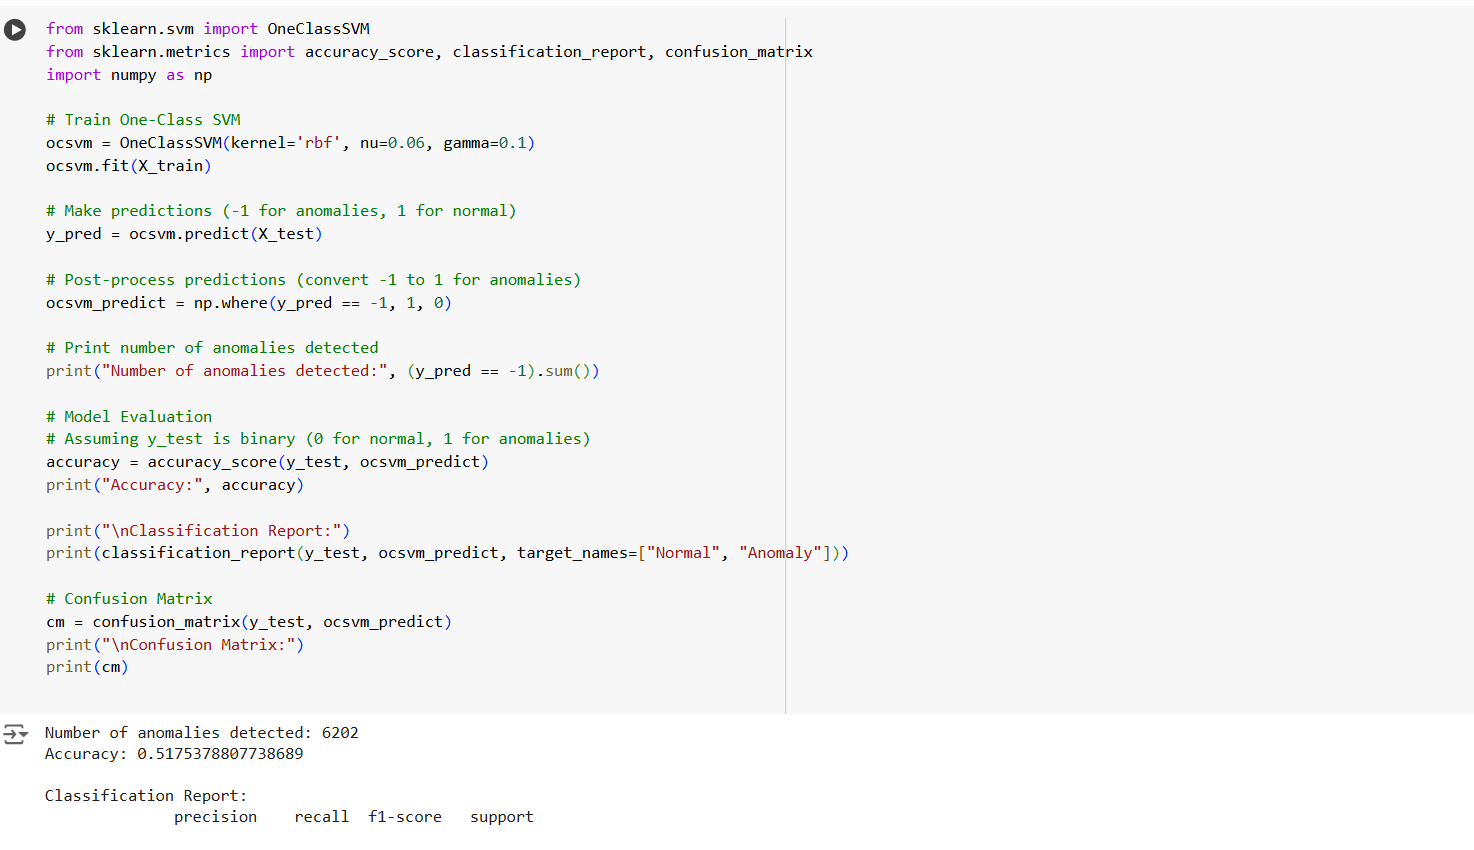 from sklearn.svm import OneClassSVM
from sklearn.metrics import accuracy_score, classification_report, confusion_matrix
import numpy as np
# Train One-Class SVM
ocsvm = OneClassSVM(kernel='rbf', nu=0.06, gamma=0.1)
ocsvm.fit(X_train)
# Make predictions (-1 for anomalies, 1 for normal)
y_pred = ocsvm.predict(X_test)
# Post-process predictions (convert -1 to 1 for anomalies)
ocsvm_predict = np.where(y_pred == -1, 1, 0)
# Print number of anomalies detected
print("Number of anomalies detected:", (y_pred == -1).sum())
# Model Evaluation
# Assuming y_test is binary (0 for normal, 1 for anomalies)
accuracy = accuracy_score(y_test, ocsvm_predict)
print("Accuracy:", accuracy)
print("\nClassification Report:")
print(classification_report(y_test, ocsvm_predict, target_names=["Normal", "Anomaly"]))
# Confusion Matrix
cm = confusion_matrix(y_test, ocsvm_predict)
print("\nConfusion Matrix:")
print(cm)
Number of anomalies detected: 6202
Accuracy: 0.5175378807738689
Classification Report:
precision recall f1-score support